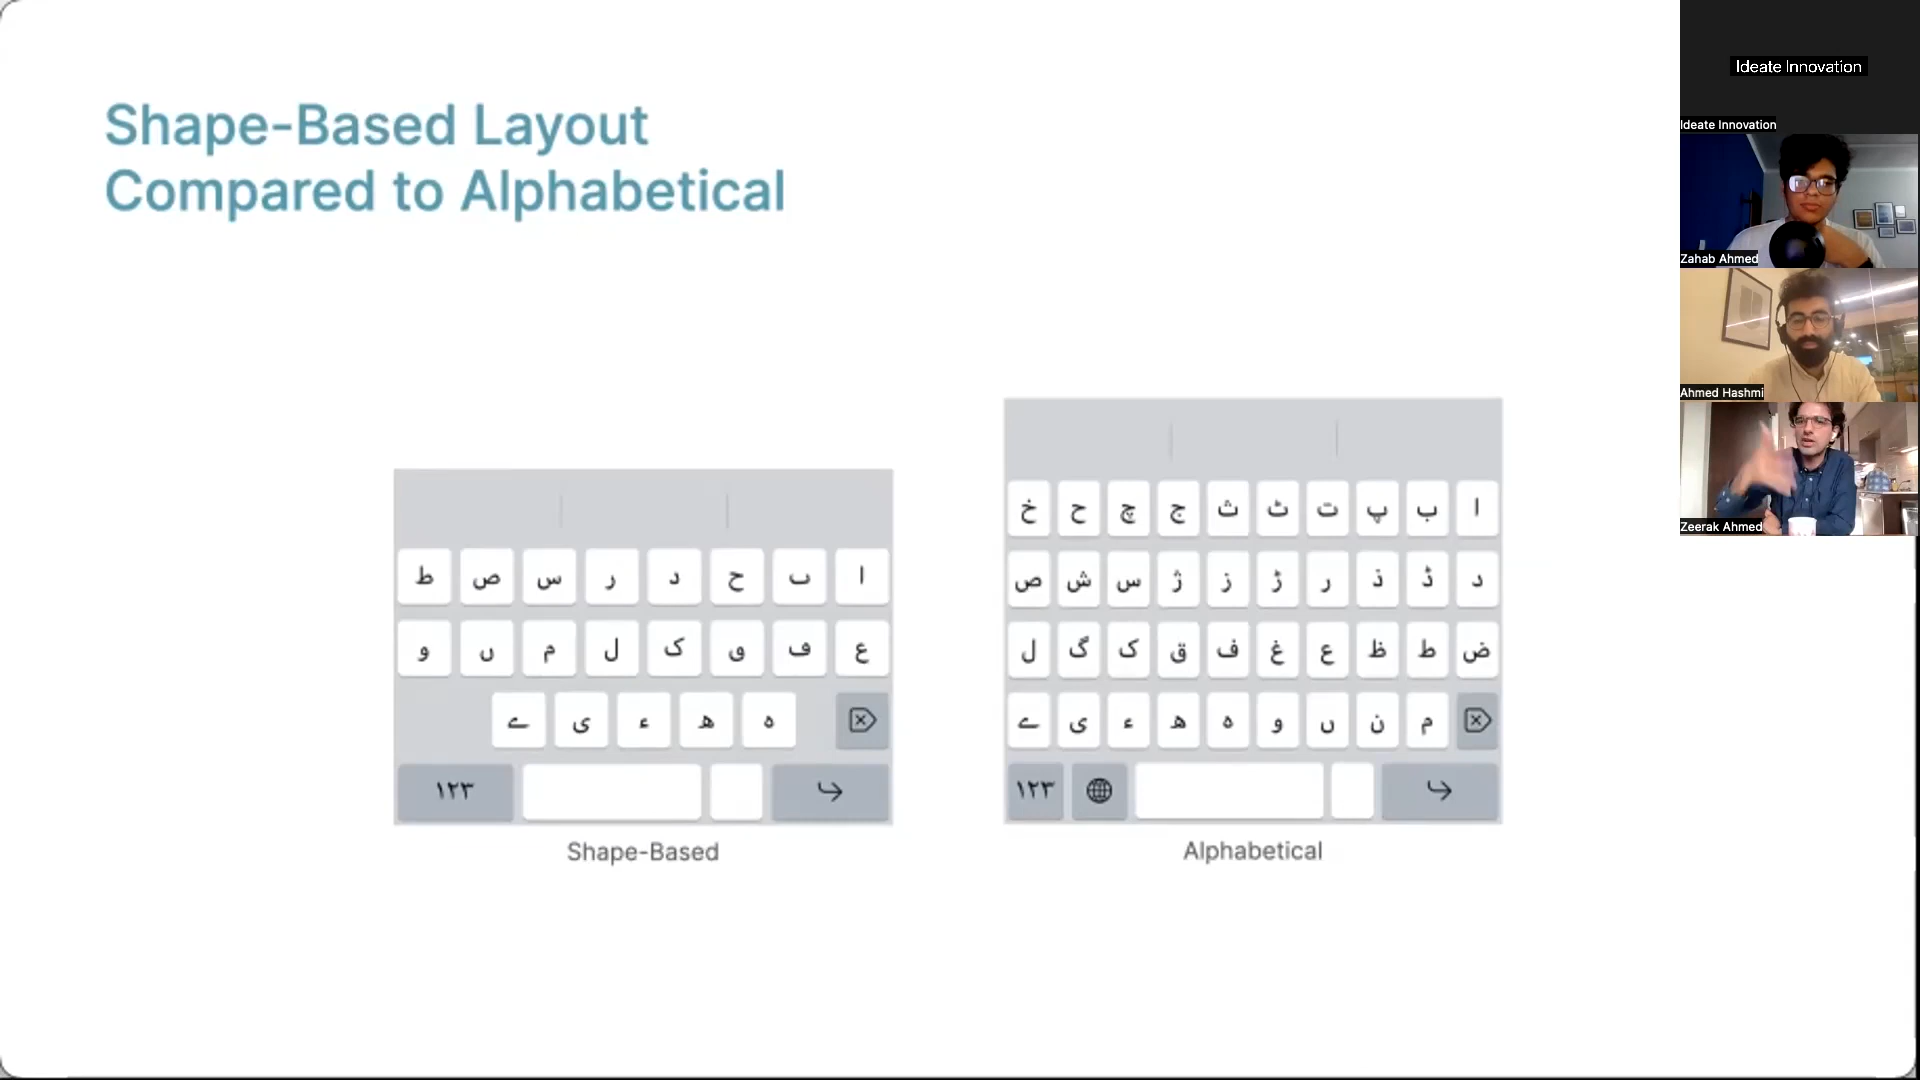 Shape-Based Layout
Compared to Alphabetical
ا ٮ ح د ر س ص ط
ع ڡ ٯ ک ل م ں و
ہ ھ ء ی ے
۱۲۳
Shape-Based
ا ب پ ت ٹ ث ج چ ح خ
د ڈ ذ ر ڑ ز ژ س ش ص
ض ط ظ ع غ ف ق ک گ ل
م ن ں و ہ ھ ء ی ے
۱۲۳
Alphabetical
Ideate Innovation
Ideate Innovation
Zahab Ahmed
Ahmed Hashmi
Zeerak Ahmed